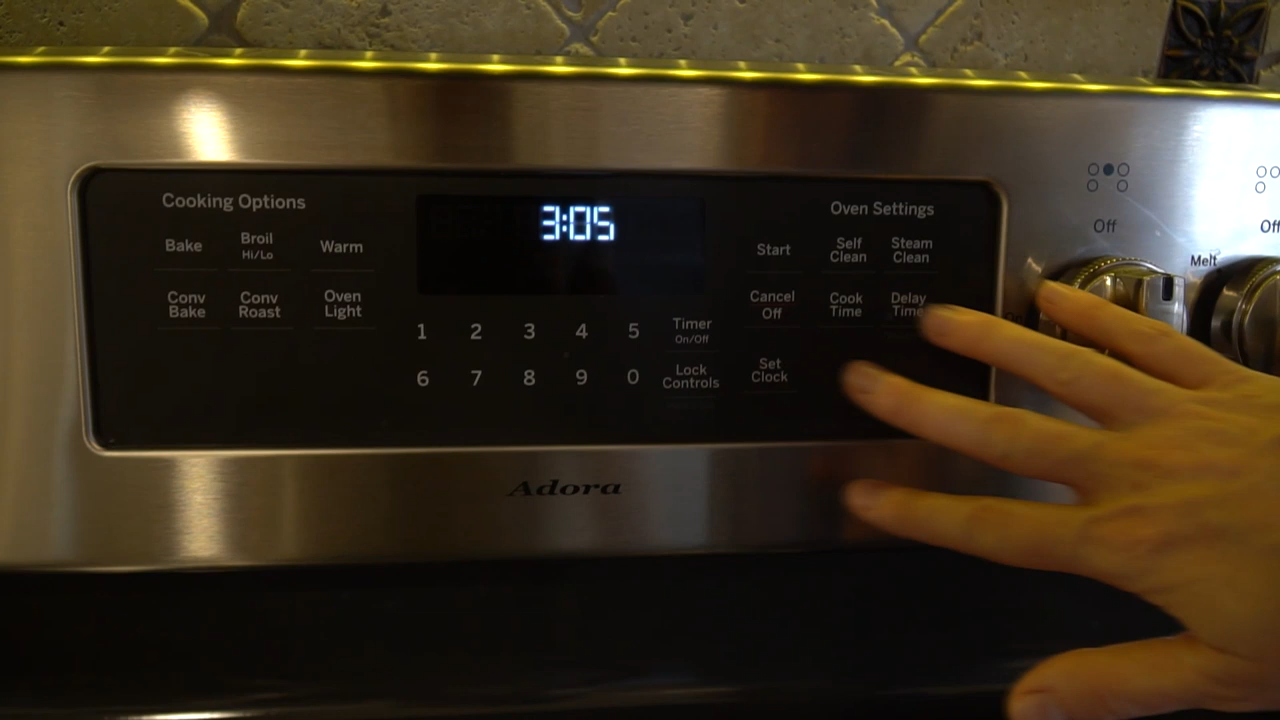 Cooking Options
Bake
Broil
Hi/Lo
Warm
Conv
Bake
Conv
Roast
Oven
Light
3:05
1 2 3 4 5
6 7 8 9 0
Timer
On/Off
Lock
Controls
Oven Settings
Start
Self
Clean
Steam
Clean
Cancel
Off
Cook
Time
Delay
Time
Set
Clock
Adora
Off
Melt
Off